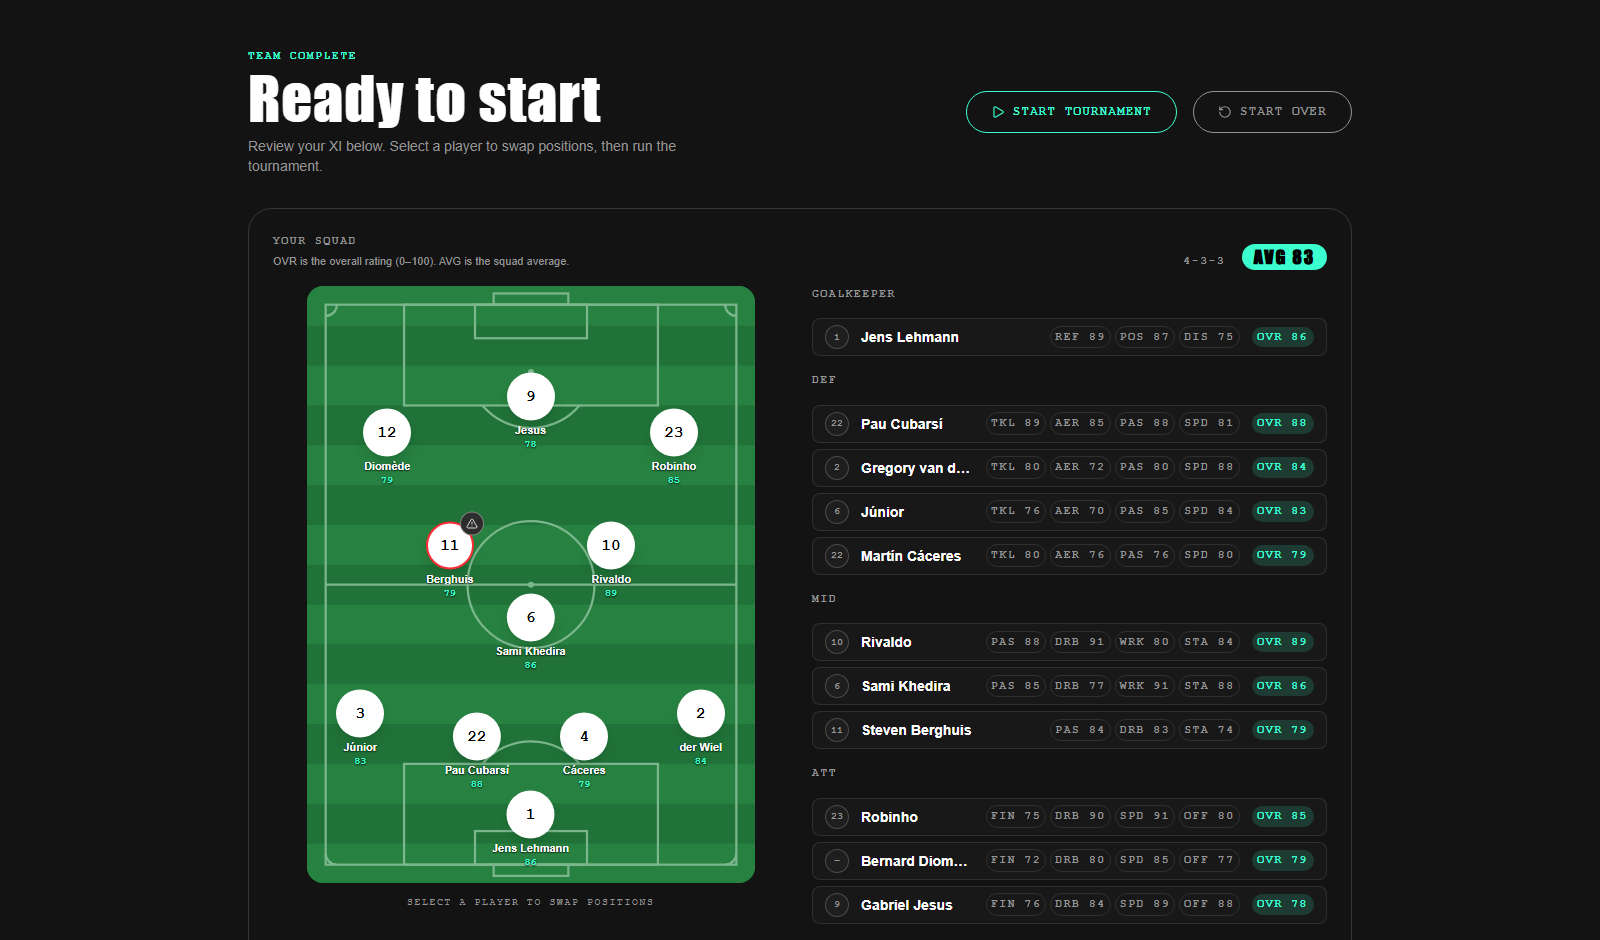 TEAM COMPLETE
Ready to start
Review your XI below. Select a player to swap positions, then run the
tournament.
START TOURNAMENT
START OVER
YOUR SQUAD
OVR is the overall rating (0–100). AVG is the squad average.
4-3-3
AVG 83
9
Jesus
78
12
Diomède
79
23
Robinho
85
11
Berghuis
79
10
Rivaldo
89
6
Sami Khedira
86
3
Júnior
83
22
Pau Cubarsí
88
4
Cáceres
79
2
der Wiel
84
1
Jens Lehmann
86
SELECT A PLAYER TO SWAP POSITIONS
GOALKEEPER
1 Jens Lehmann REF 89 POS 87 DIS 75 OVR 86
DEF
22 Pau Cubarsí TKL 89 AER 85 PAS 88 SPD 81 OVR 88
2 Gregory van d... TKL 80 AER 72 PAS 80 SPD 88 OVR 84
6 Júnior TKL 76 AER 70 PAS 85 SPD 84 OVR 83
22 Martín Cáceres TKL 80 AER 76 PAS 76 SPD 80 OVR 79
MID
10 Rivaldo PAS 88 DRB 91 WRK 80 STA 84 OVR 89
6 Sami Khedira PAS 85 DRB 77 WRK 91 STA 88 OVR 86
11 Steven Berghuis PAS 84 DRB 83 STA 74 OVR 79
ATT
23 Robinho FIN 75 DRB 90 SPD 91 OFF 80 OVR 85
– Bernard Diom... FIN 72 DRB 80 SPD 85 OFF 77 OVR 79
9 Gabriel Jesus FIN 76 DRB 84 SPD 89 OFF 88 OVR 78